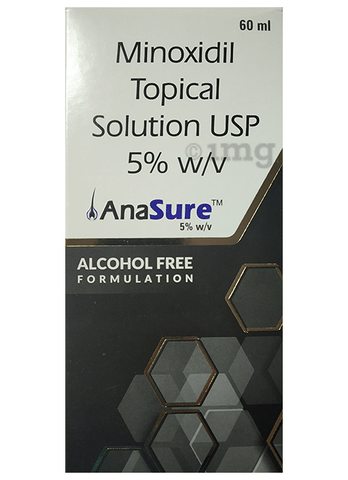 60 ml
Minoxidil
Topical
Solution USP
5% w/v
1mg
AnaSure™
5% w/v
ALCOHOL FREE
FORMULATION